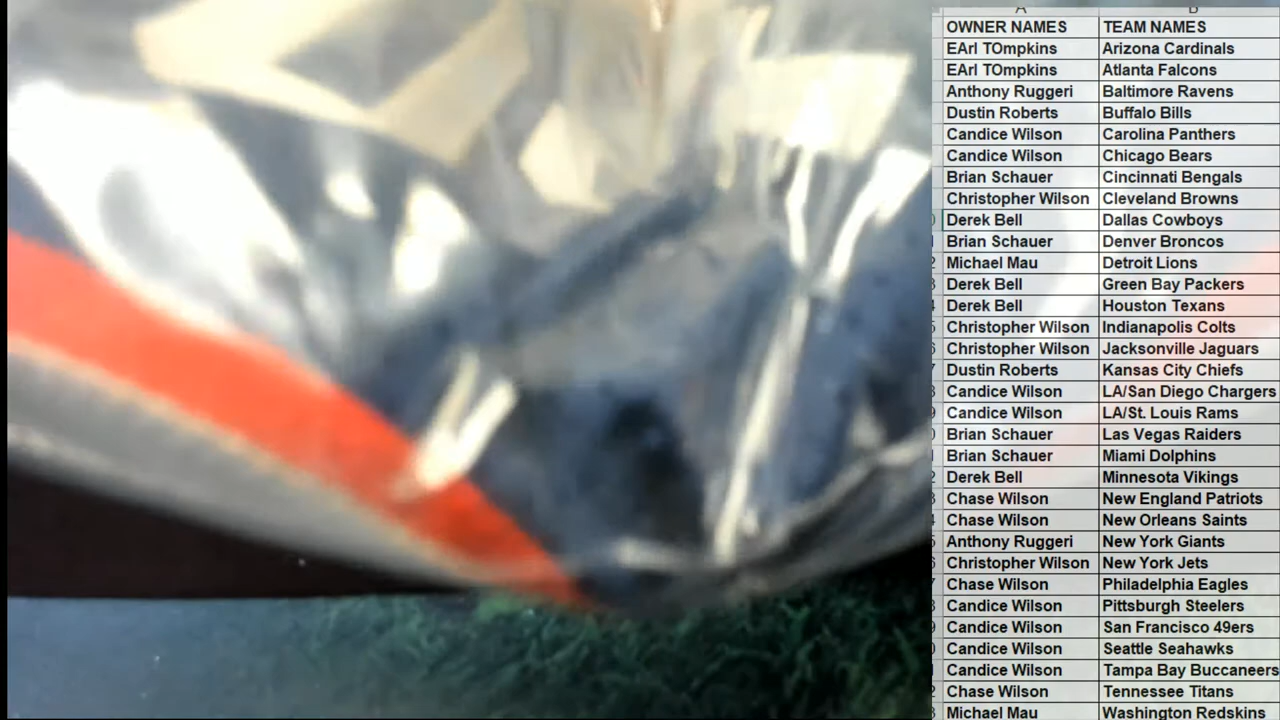 A B
OWNER NAMES TEAM NAMES
EArl TOmpkins Arizona Cardinals
EArl TOmpkins Atlanta Falcons
Anthony Ruggeri Baltimore Ravens
Dustin Roberts Buffalo Bills
Candice Wilson Carolina Panthers
Candice Wilson Chicago Bears
Brian Schauer Cincinnati Bengals
Christopher Wilson Cleveland Browns
Derek Bell Dallas Cowboys
Brian Schauer Denver Broncos
Michael Mau Detroit Lions
Derek Bell Green Bay Packers
Derek Bell Houston Texans
Christopher Wilson Indianapolis Colts
Christopher Wilson Jacksonville Jaguars
Dustin Roberts Kansas City Chiefs
Candice Wilson LA/San Diego Chargers
Candice Wilson LA/St. Louis Rams
Brian Schauer Las Vegas Raiders
Brian Schauer Miami Dolphins
Derek Bell Minnesota Vikings
Chase Wilson New England Patriots
Chase Wilson New Orleans Saints
Anthony Ruggeri New York Giants
Christopher Wilson New York Jets
Chase Wilson Philadelphia Eagles
Candice Wilson Pittsburgh Steelers
Candice Wilson San Francisco 49ers
Candice Wilson Seattle Seahawks
Candice Wilson Tampa Bay Buccaneers
Chase Wilson Tennessee Titans
Michael Mau Washington Redskins